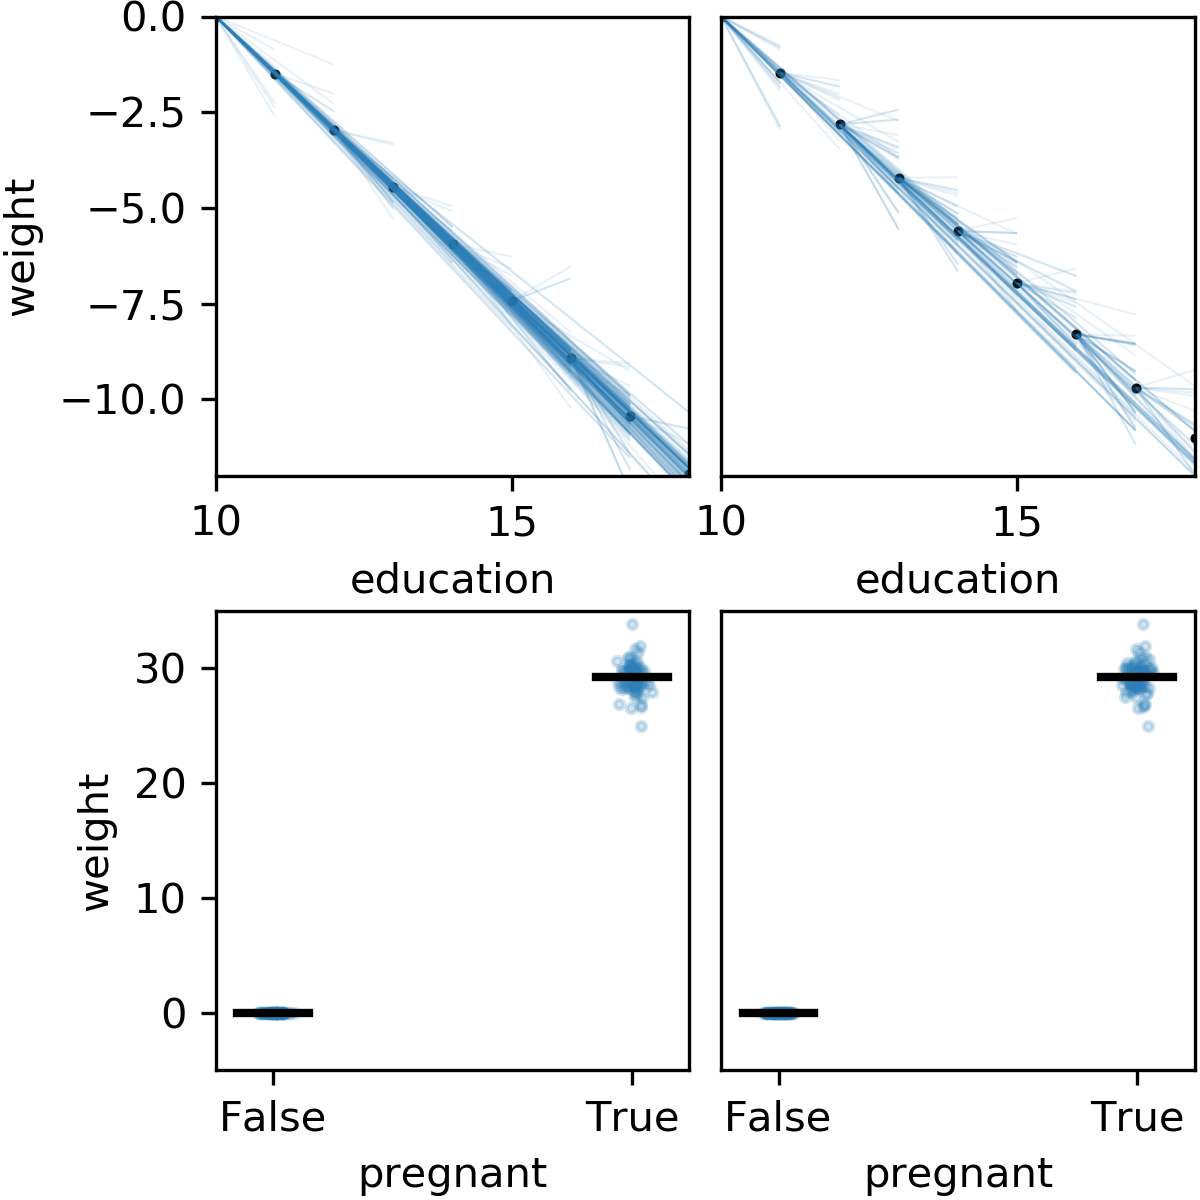 0.0
−2.5
−5.0
−7.5
−10.0
weight
10 15 10 15
education education
30
20
10
0
weight
False True False True
pregnant pregnant